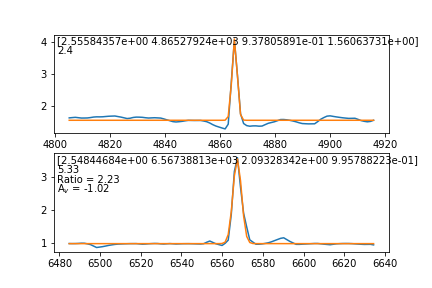 [2.55584357e+00 4.86527924e+03 9.37805891e-01 1.56063731e+00]
2.4
4
3
2
4800 4820 4840 4860 4880 4900 4920
[2.54844684e+00 6.56738813e+03 2.09328342e+00 9.95788223e-01]
5.33
Ratio = 2.23
Av = -1.02
3
2
1
6480 6500 6520 6540 6560 6580 6600 6620 6640